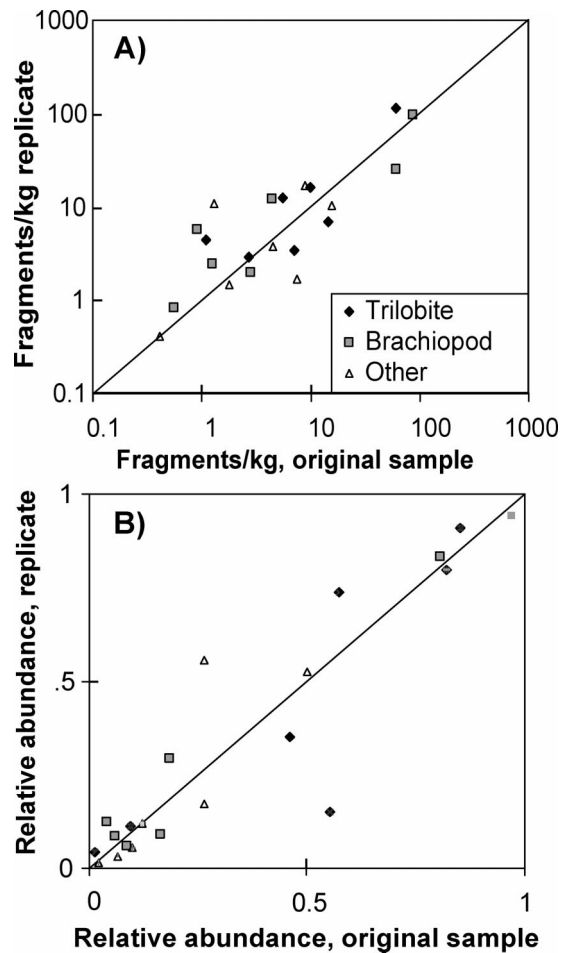 A)
Fragments/kg replicate
1000
100
10
1
0.1
Trilobite
Brachiopod
Other
0.1 1 10 100 1000
Fragments/kg, original sample
B)
Relative abundance, replicate
1
.5
0
0 0.5 1
Relative abundance, original sample